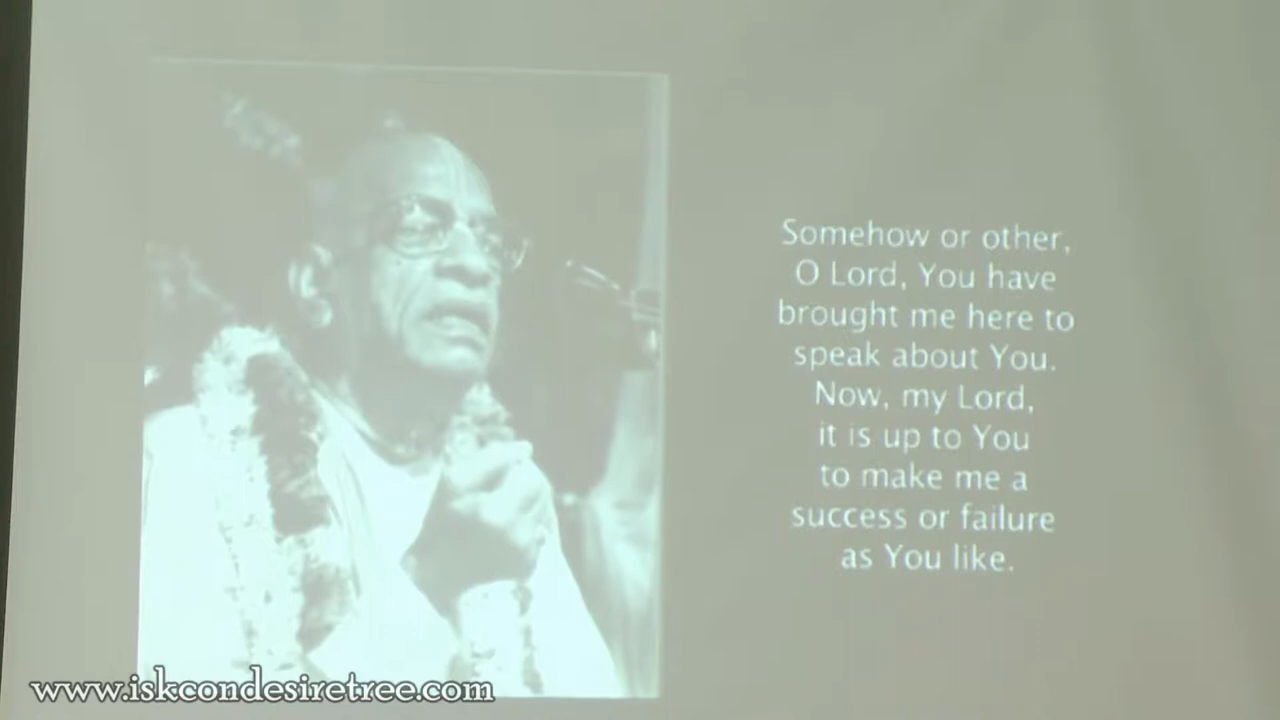 Somehow or other,
O Lord, You have
brought me here to
speak about You.
Now, my Lord,
it is up to You
to make me a
success or failure
as You like.
www.iskcondesiretree.com